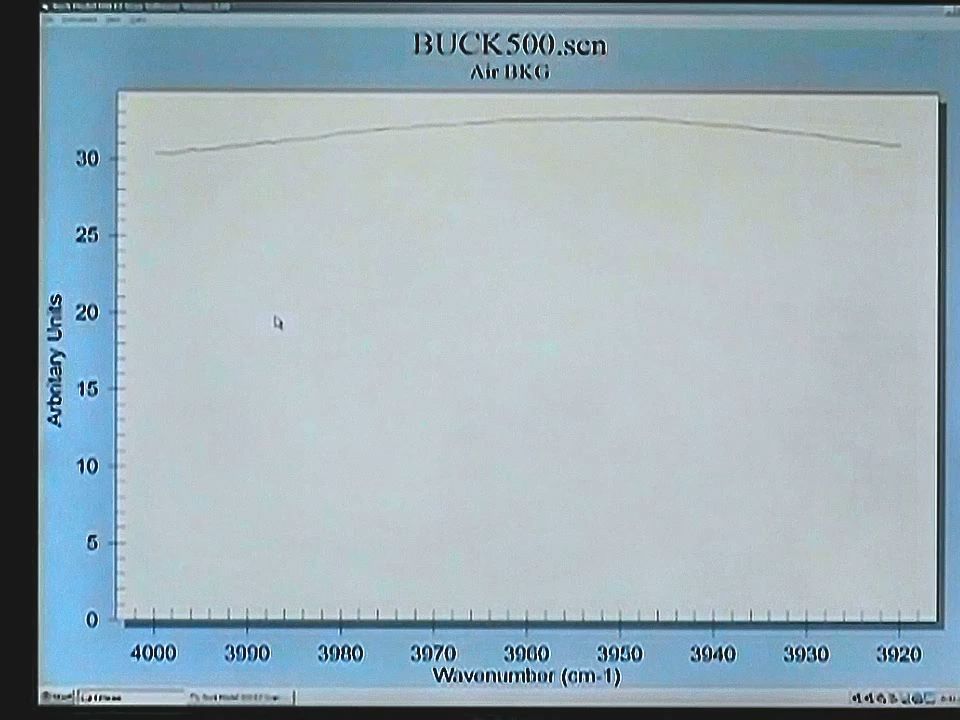 BUCK500.scn
Air BKG
30
25
20
15
10
5
0
Arbritary Units
4000 3990 3980 3970 3960 3950 3940 3930 3920
Wavenumber (cm-1)